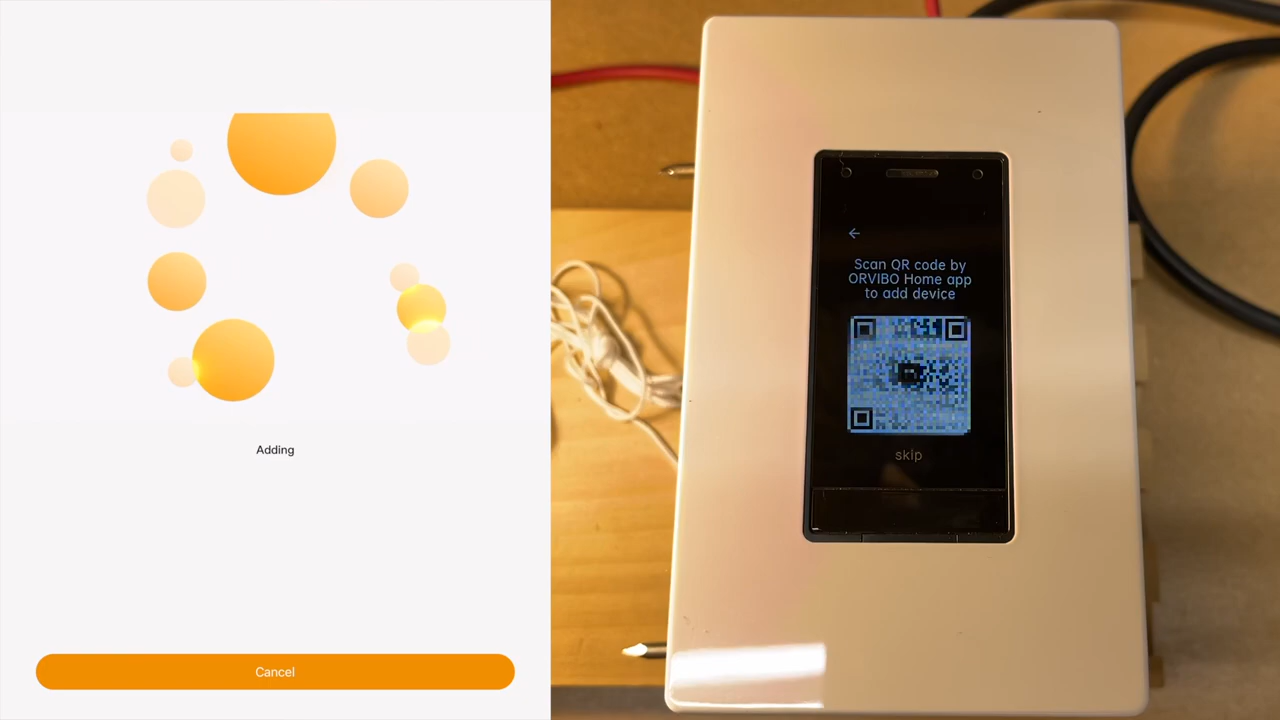 Adding
Cancel
Scan QR code by
ORVIBO Home app
to add device
skip